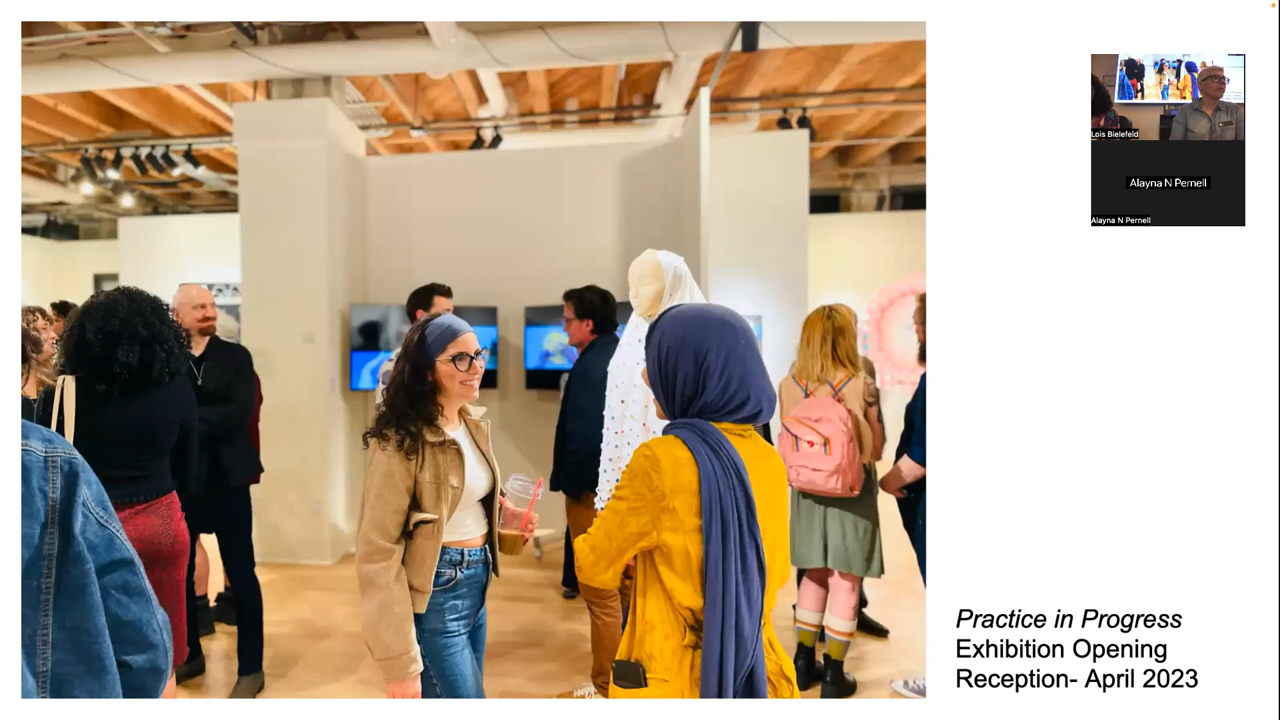 Lois Bielefeld
Alayna N Pernell
Alayna N Pernell
Practice in Progress
Exhibition Opening
Reception- April 2023